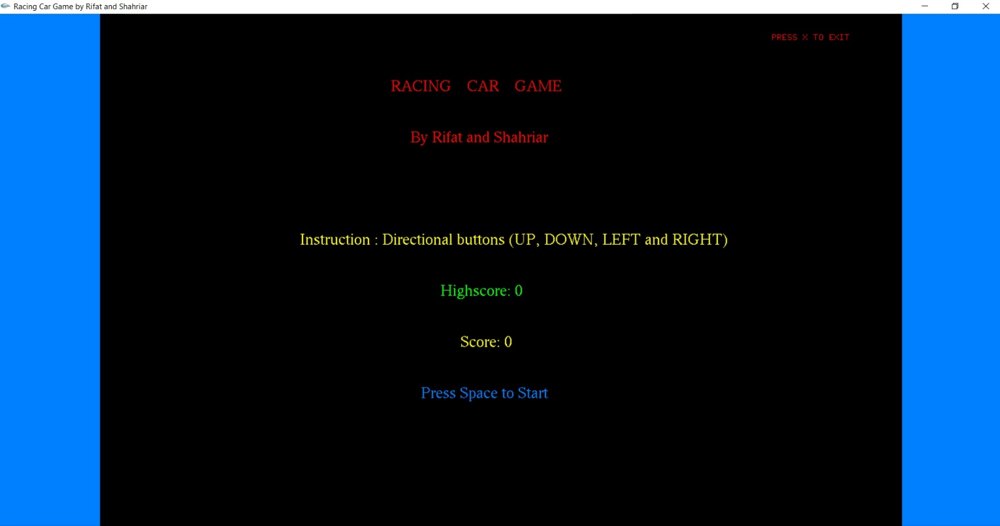 Racing Car Game by Rifat and Shahriar
PRESS X TO EXIT
RACING CAR GAME
By Rifat and Shahriar
Instruction : Directional buttons (UP, DOWN, LEFT and RIGHT)
Highscore: 0
Score: 0
Press Space to Start